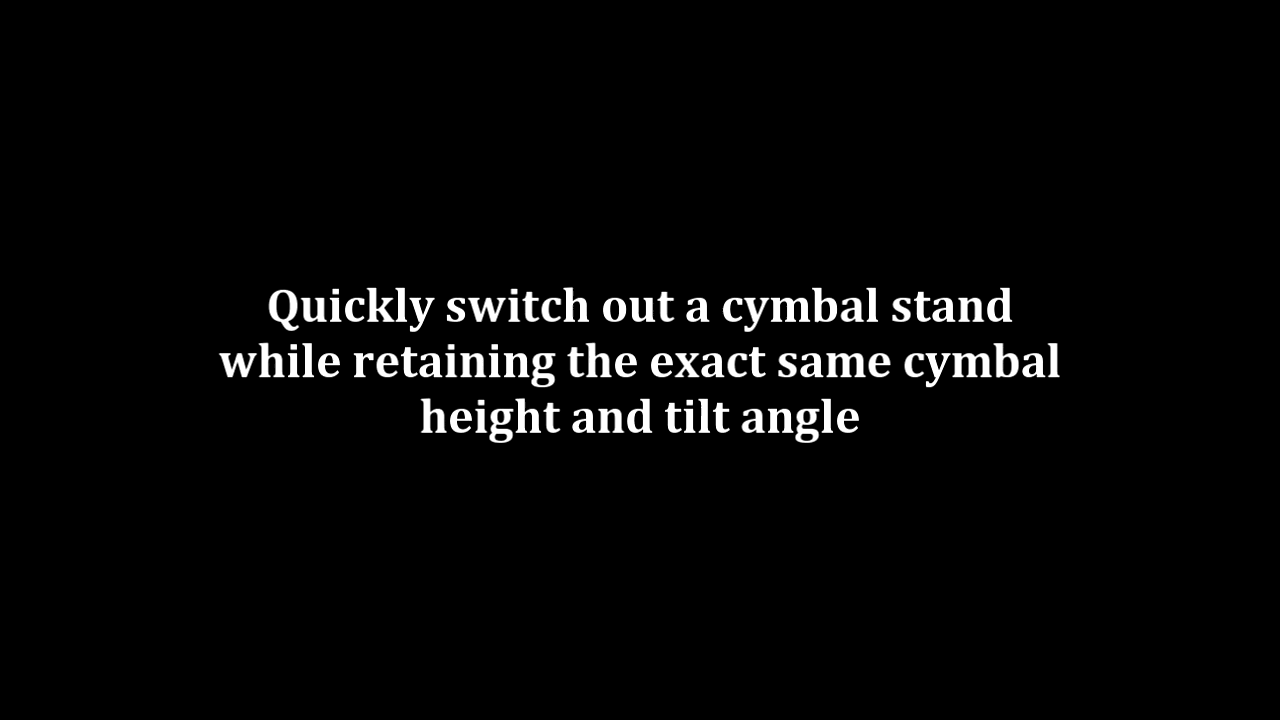 Quickly switch out a cymbal stand
while retaining the exact same cymbal
height and tilt angle